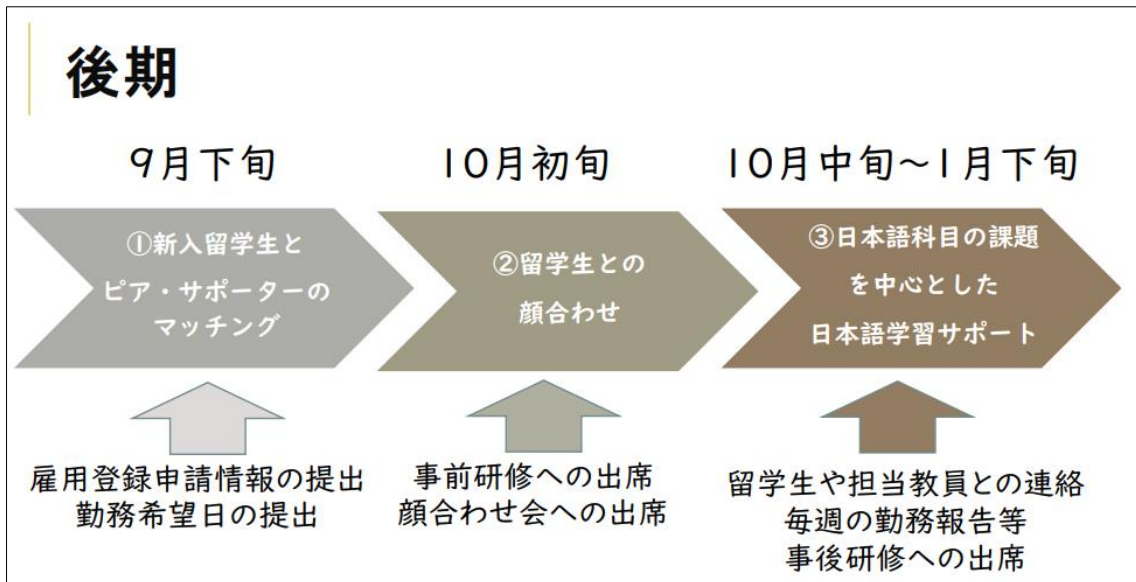 後期
9月下旬
10月初旬
10月中旬～1月下旬
①新入留学生と
ピア・サポーターの
マッチング
②留学生との
顔合わせ
③日本語科目の課題
を中心とした
日本語学習サポート
雇用登録申請情報の提出
勤務希望日の提出
事前研修への出席
顔合わせ会への出席
留学生や担当教員との連絡
毎週の勤務報告等
事後研修への出席